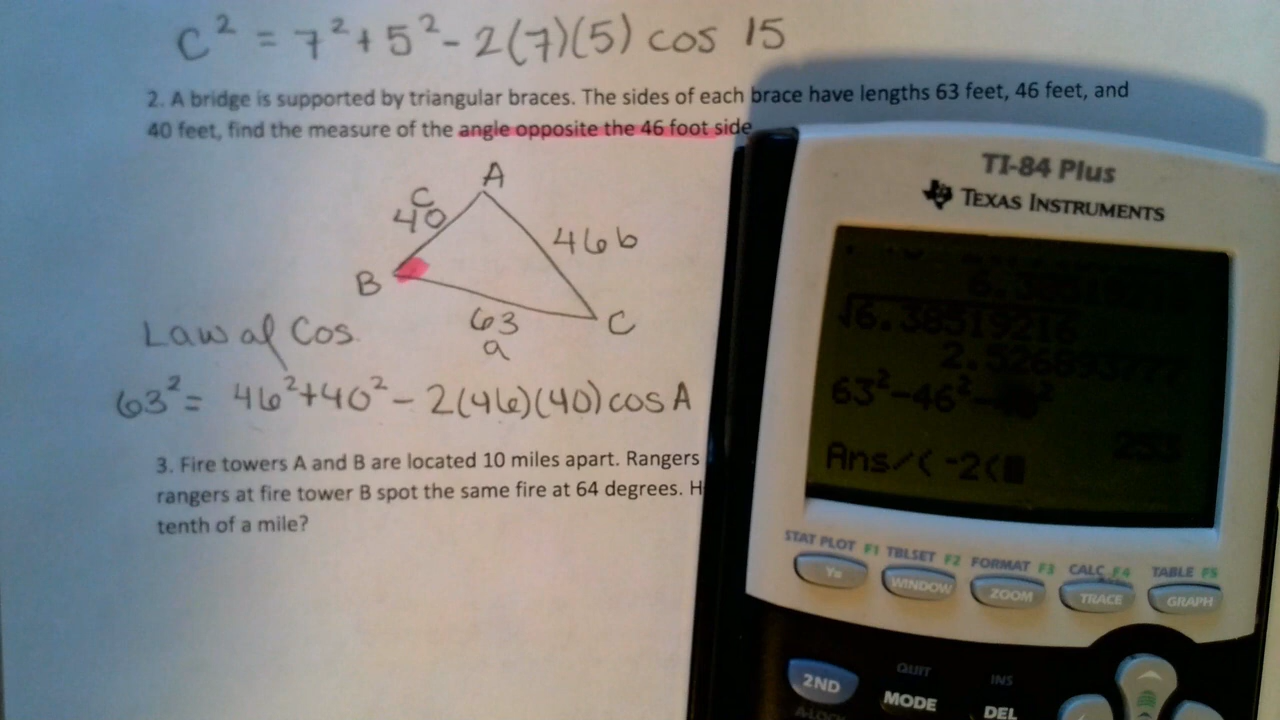 C² = 7² + 5² - 2(7)(5) cos 15
2. A bridge is supported by triangular braces. The sides of each brace have lengths 63 feet, 46 feet, and
40 feet, find the measure of the angle opposite the 46 foot side
A
C
40
46 b
B
63
a
C
Law of Cos.
63² = 46² + 40² - 2(46)(40) cos A
3. Fire towers A and B are located 10 miles apart. Rangers
rangers at fire tower B spot the same fire at 64 degrees. H
tenth of a mile?
TI-84 Plus
TEXAS INSTRUMENTS
√6.38519216
2.526893777
63²-46²-
253
Ans/( -2(
STAT PLOT F1 TBLSET F2 FORMAT F3 CALC F4 TABLE F5
Y= WINDOW ZOOM TRACE GRAPH
QUIT INS
2ND MODE DEL
A-LOCK